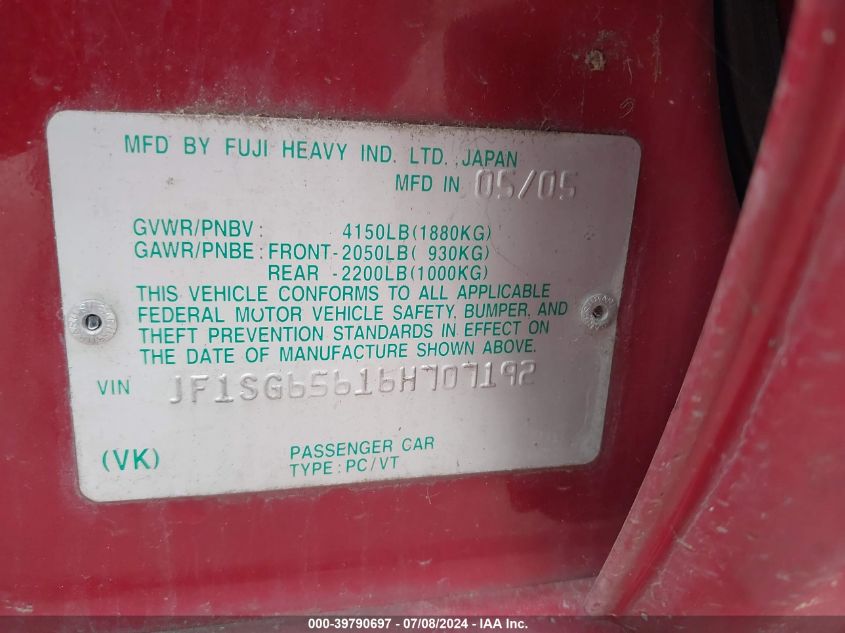 MFD BY FUJI HEAVY IND. LTD. JAPAN
MFD IN 05/05
GVWR/PNBV: 4150LB(1880KG)
GAWR/PNBE: FRONT-2050LB( 930KG)
REAR -2200LB(1000KG)
THIS VEHICLE CONFORMS TO ALL APPLICABLE
FEDERAL MOTOR VEHICLE SAFETY, BUMPER, AND
THEFT PREVENTION STANDARDS IN EFFECT ON
THE DATE OF MANUFACTURE SHOWN ABOVE.
VIN JF1SG65616H707192
(VK) PASSENGER CAR
TYPE: PC/VT
000-39790697 / 07/08/2024 - IAA Inc.